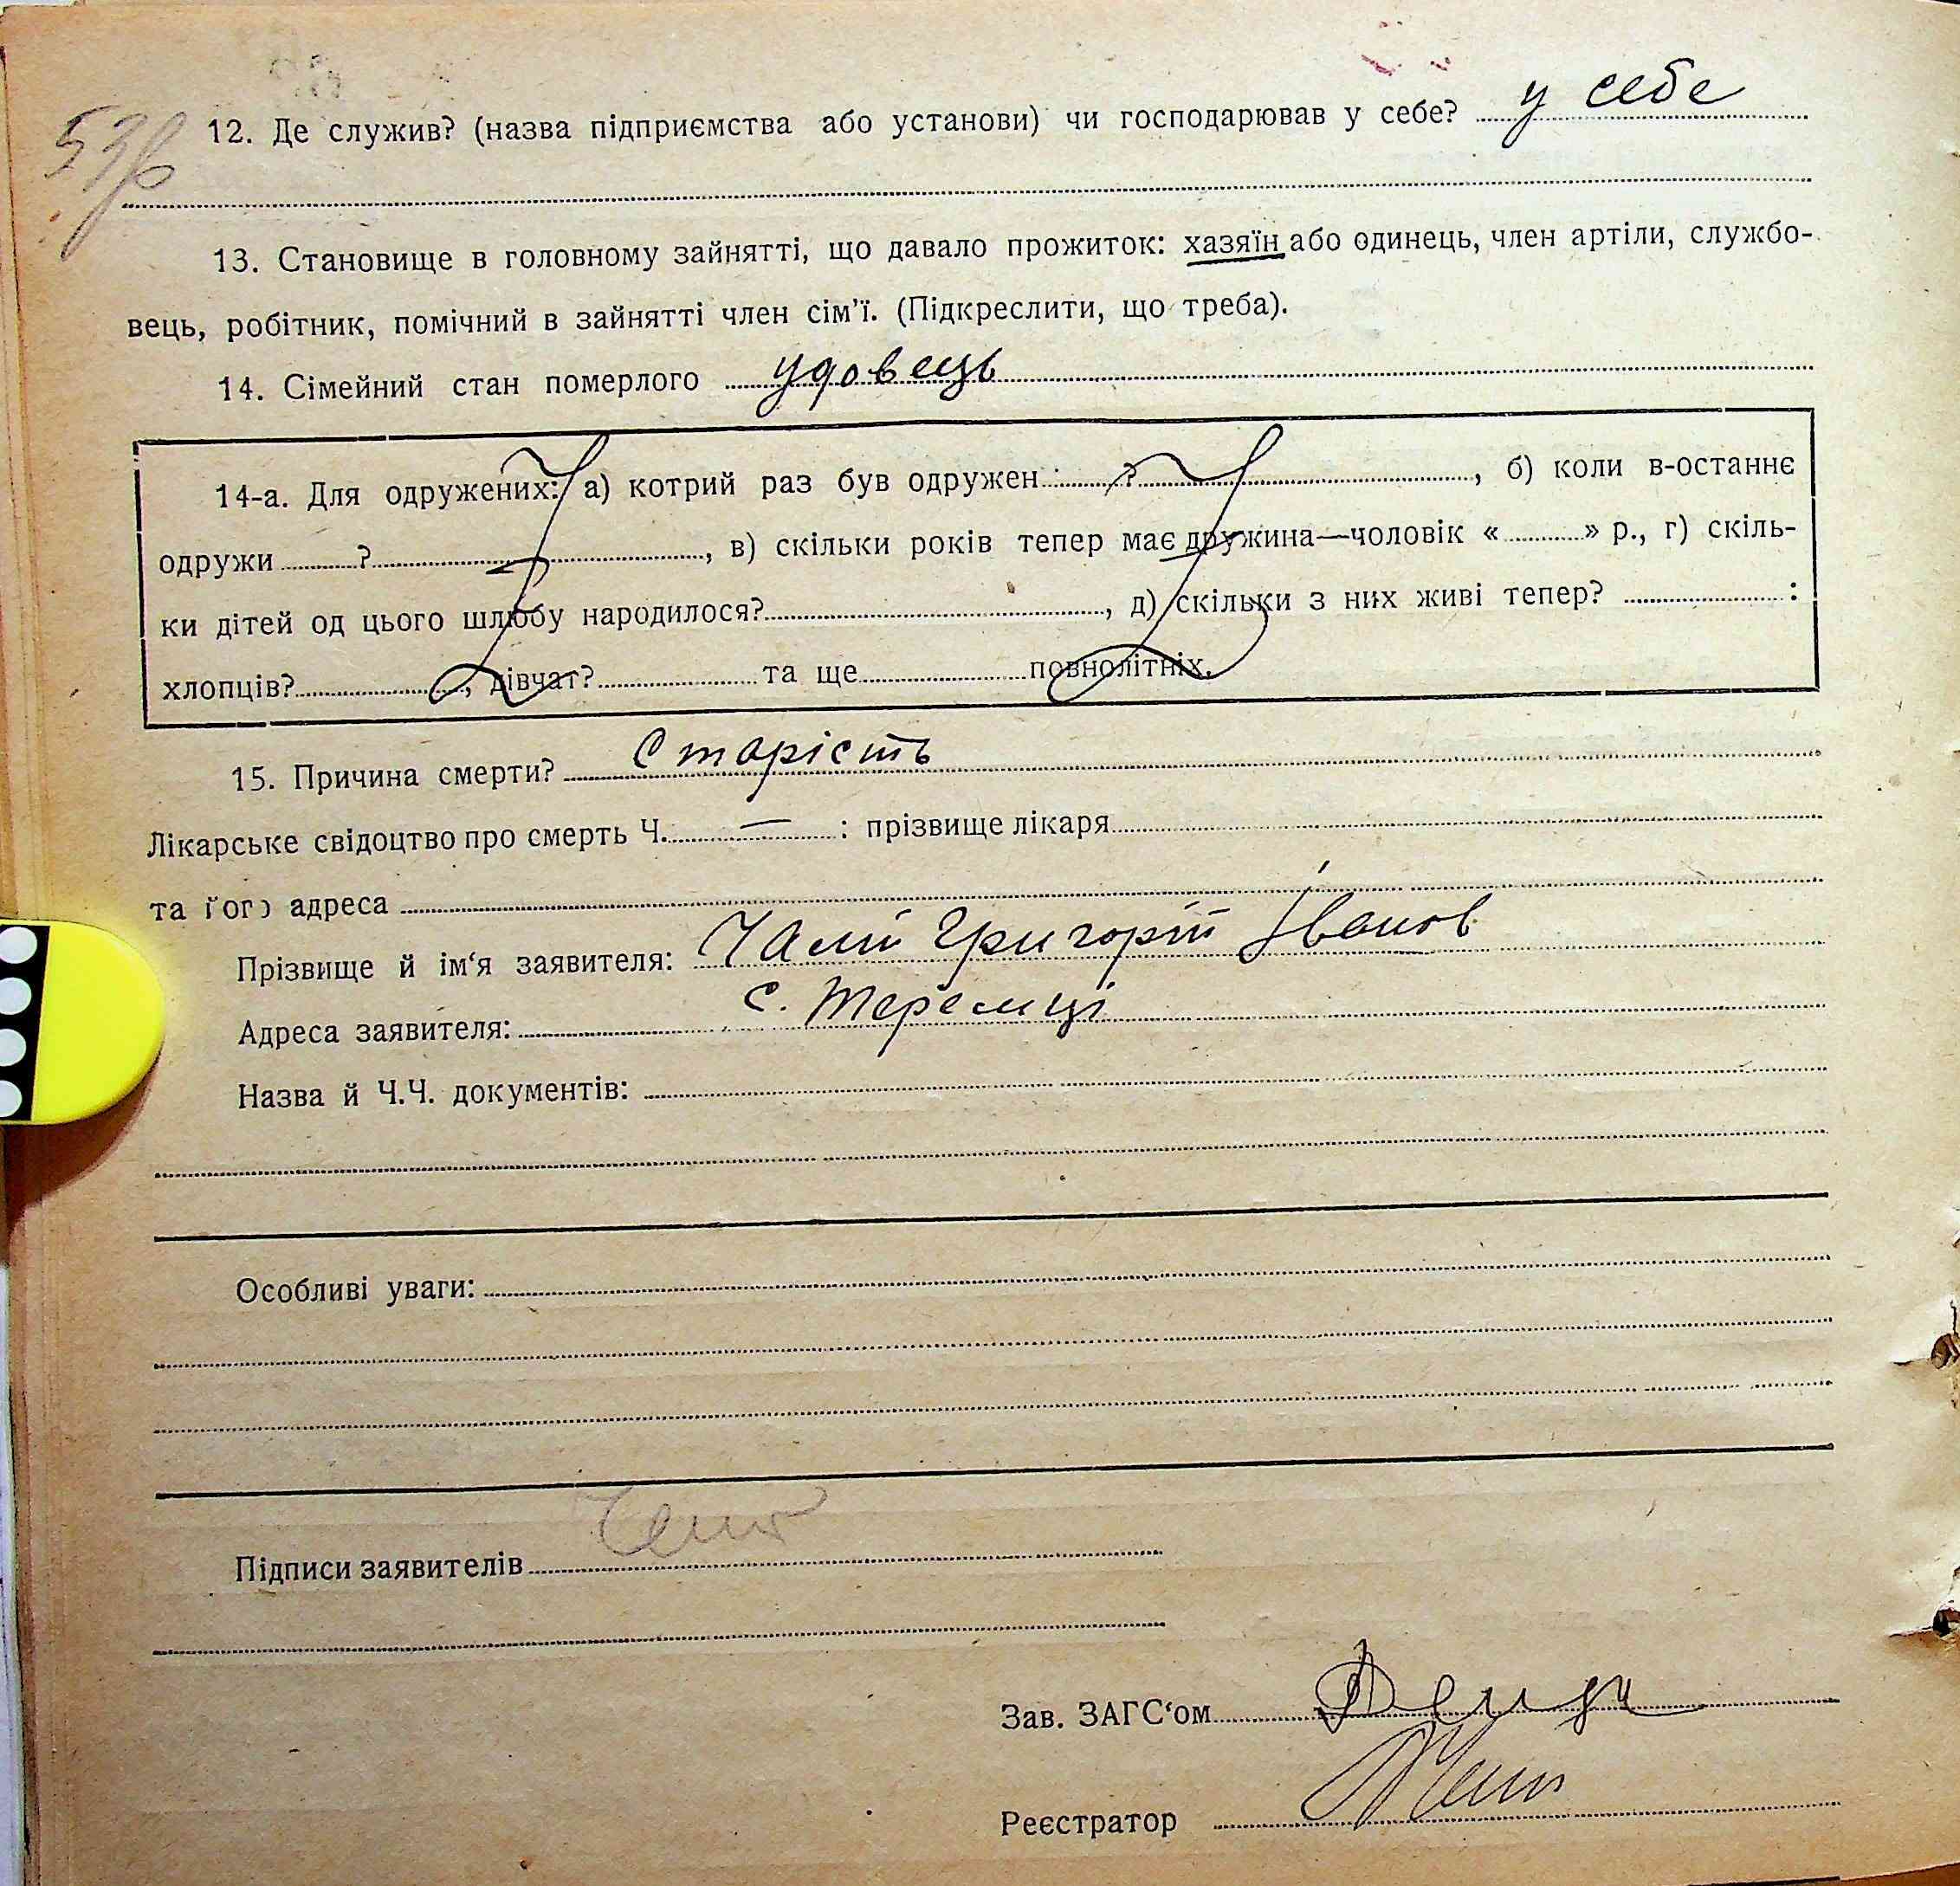 12. Де служив? (назва підприємства або установи) чи господарював у себе? у себе
13. Становище в головному зайнятті, що давало прожиток: хазяїн або одинець, член артіли, службо-
вець, робітник, помічний в зайнятті член сім'ї. (Підкреслити, що треба).
14. Сімейний стан померлого удовець
14-а. Для одружених: а) котрий раз був одружен ?, б) коли в-останнє
одружи ?, в) скільки років тепер має дружина—чоловік « » р., г) скіль-
ки дітей од цього шлюбу народилося?, д) скільки з них живі тепер? :
хлопців?, дівчат? та ще повнолітніх.
15. Причина смерти? Старість
Лікарське свідоцтво про смерть Ч. — : прізвище лікаря
та його адреса
Прізвище й ім'я заявителя: Чалий Григорій Іванов
Адреса заявителя: с. Теремці
Назва й Ч.Ч. документів:
Особливі уваги:
Підписи заявителів
Зав. ЗАГС'ом
Реєстратор